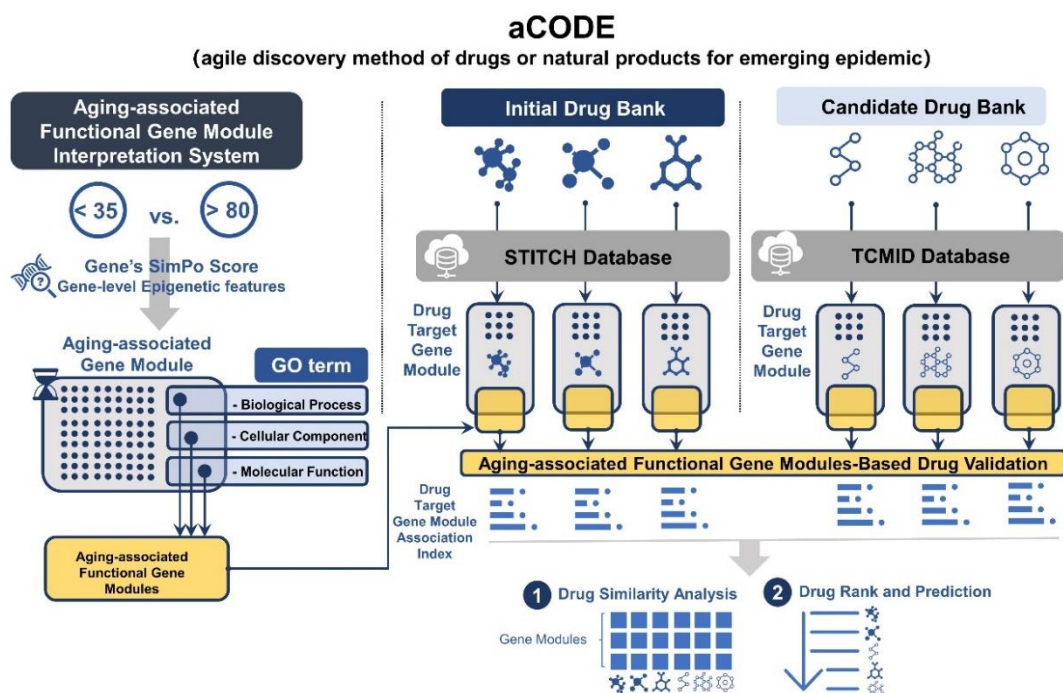 aCODE
(agile discovery method of drugs or natural products for emerging epidemic)
Aging-associated
Functional Gene Module
Interpretation System
< 35
vs.
> 80
Gene's SimPo Score
Gene-level Epigenetic features
?
Aging-associated
Gene Module
GO term
- Biological Process
- Cellular Component
- Molecular Function
Aging-associated
Functional Gene
Modules
Initial Drug Bank
STITCH Database
Drug
Target
Gene
Module
Candidate Drug Bank
TCMID Database
Drug
Target
Gene
Module
Aging-associated Functional Gene Modules-Based Drug Validation
Drug
Target
Gene Module
Association
Index
1 Drug Similarity Analysis
Gene Modules
2 Drug Rank and Prediction